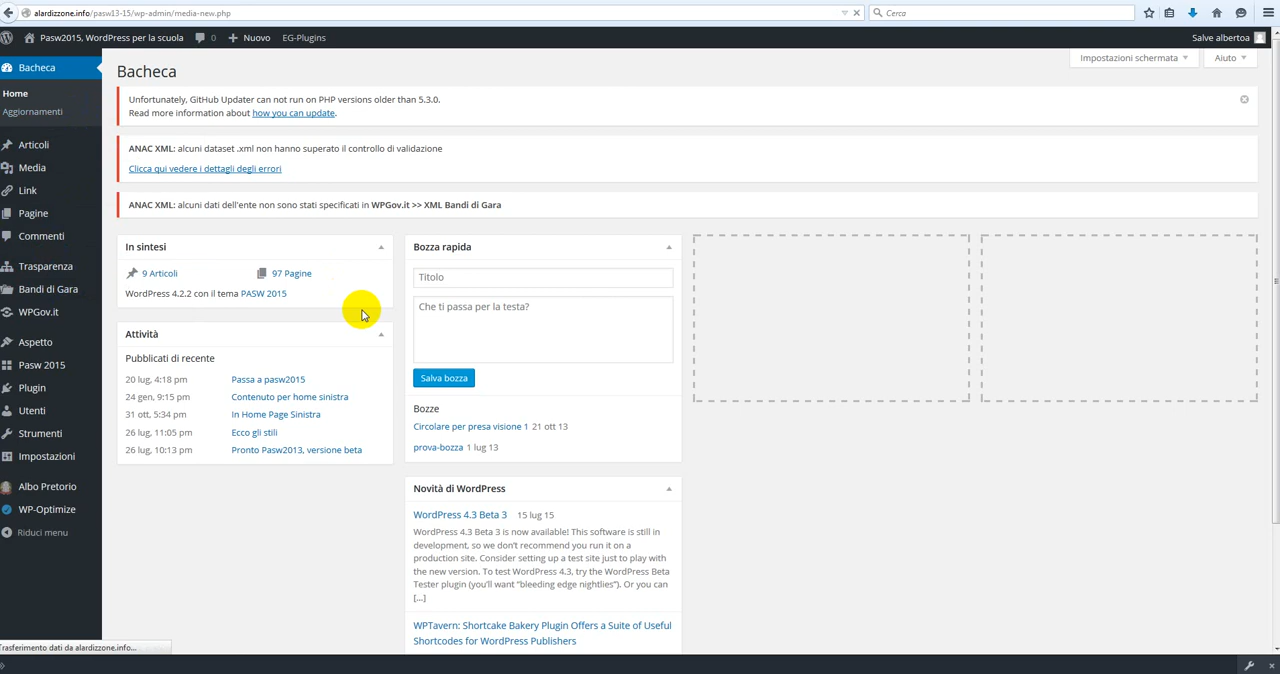 alardizzone.info/pasw13-15/wp-admin/media-new.php
Cerca
Pasw2015, WordPress per la scuola
0
Nuovo
EG-Plugins
Salve albertoa
Bacheca
Home
Aggiornamenti
Articoli
Media
Link
Pagine
Commenti
Trasparenza
Bandi di Gara
WPGov.it
Aspetto
Pasw 2015
Plugin
Utenti
Strumenti
Impostazioni
Albo Pretorio
WP-Optimize
Riduci menu
Impostazioni schermata
Aiuto
Bacheca
Unfortunately, GitHub Updater can not run on PHP versions older than 5.3.0.
Read more information about how you can update.
ANAC XML: alcuni dataset .xml non hanno superato il controllo di validazione
Clicca qui vedere i dettagli degli errori
ANAC XML: alcuni dati dell'ente non sono stati specificati in WPGov.it >> XML Bandi di Gara
In sintesi
9 Articoli
97 Pagine
WordPress 4.2.2 con il tema PASW 2015
Attività
Pubblicati di recente
20 lug, 4:18 pm Passa a pasw2015
24 gen, 9:15 pm Contenuto per home sinistra
31 ott, 5:34 pm In Home Page Sinistra
26 lug, 11:05 pm Ecco gli stili
26 lug, 10:13 pm Pronto Pasw2013, versione beta
Bozza rapida
Titolo
Che ti passa per la testa?
Salva bozza
Bozze
Circolare per presa visione 1 21 ott 13
prova-bozza 1 lug 13
Novità di WordPress
WordPress 4.3 Beta 3 15 lug 15
WordPress 4.3 Beta 3 is now available! This software is still in
development, so we don't recommend you run it on a
production site. Consider setting up a test site just to play with
the new version. To test WordPress 4.3, try the WordPress Beta
Tester plugin (you'll want "bleeding edge nightlies"). Or you can
[...]
WPTavern: Shortcake Bakery Plugin Offers a Suite of Useful
Shortcodes for WordPress Publishers
Trasferimento dati da alardizzone.info...